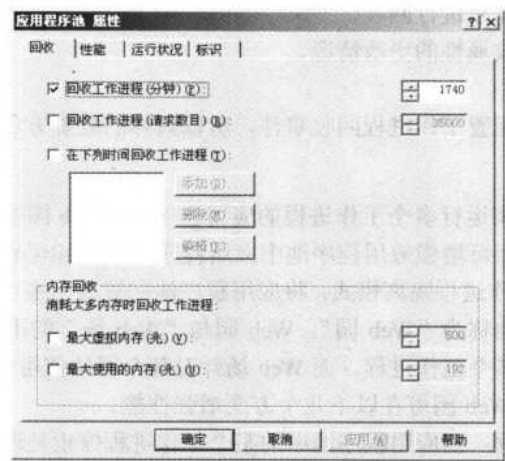 应用程序池 属性
回收 性能 运行状况 标识
回收工作进程(分钟)(P): 1740
回收工作进程(请求数目)(R): 35000
在下列时间回收工作进程(T):
添加(D)
删除(M)
编辑(E)
内存回收
消耗太多内存时回收工作进程:
最大虚拟内存(兆)(V): 500
最大使用的内存(兆)(U): 192
确定 取消 应用(A) 帮助